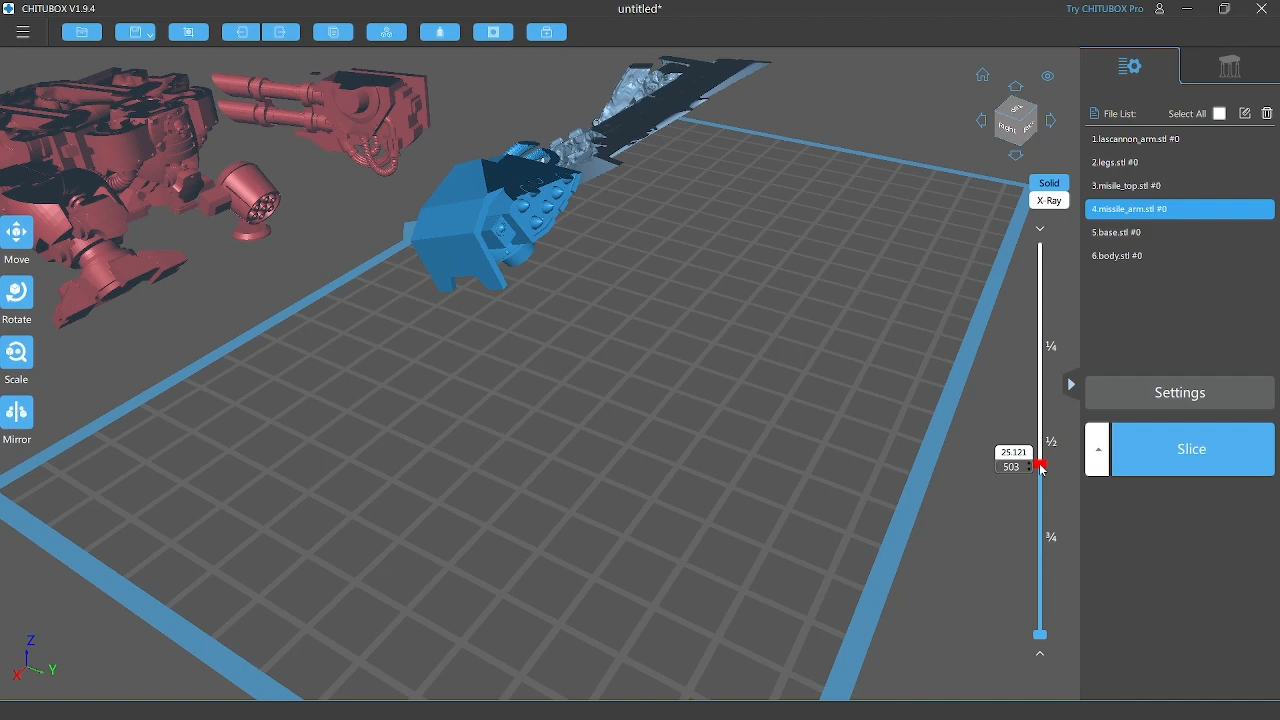 CHITUBOX V1.9.4
untitled*
Try CHITUBOX Pro
File List:
Select All
1.lascannon_arm.stl #0
2.legs.stl #0
3.misile_top.stl #0
4.missile_arm.stl #0
5.base.stl #0
6.body.stl #0
Solid
X-Ray
Right
Move
Rotate
Scale
Mirror
¼
½
¾
25.121
503
Settings
Slice
Z
X
Y